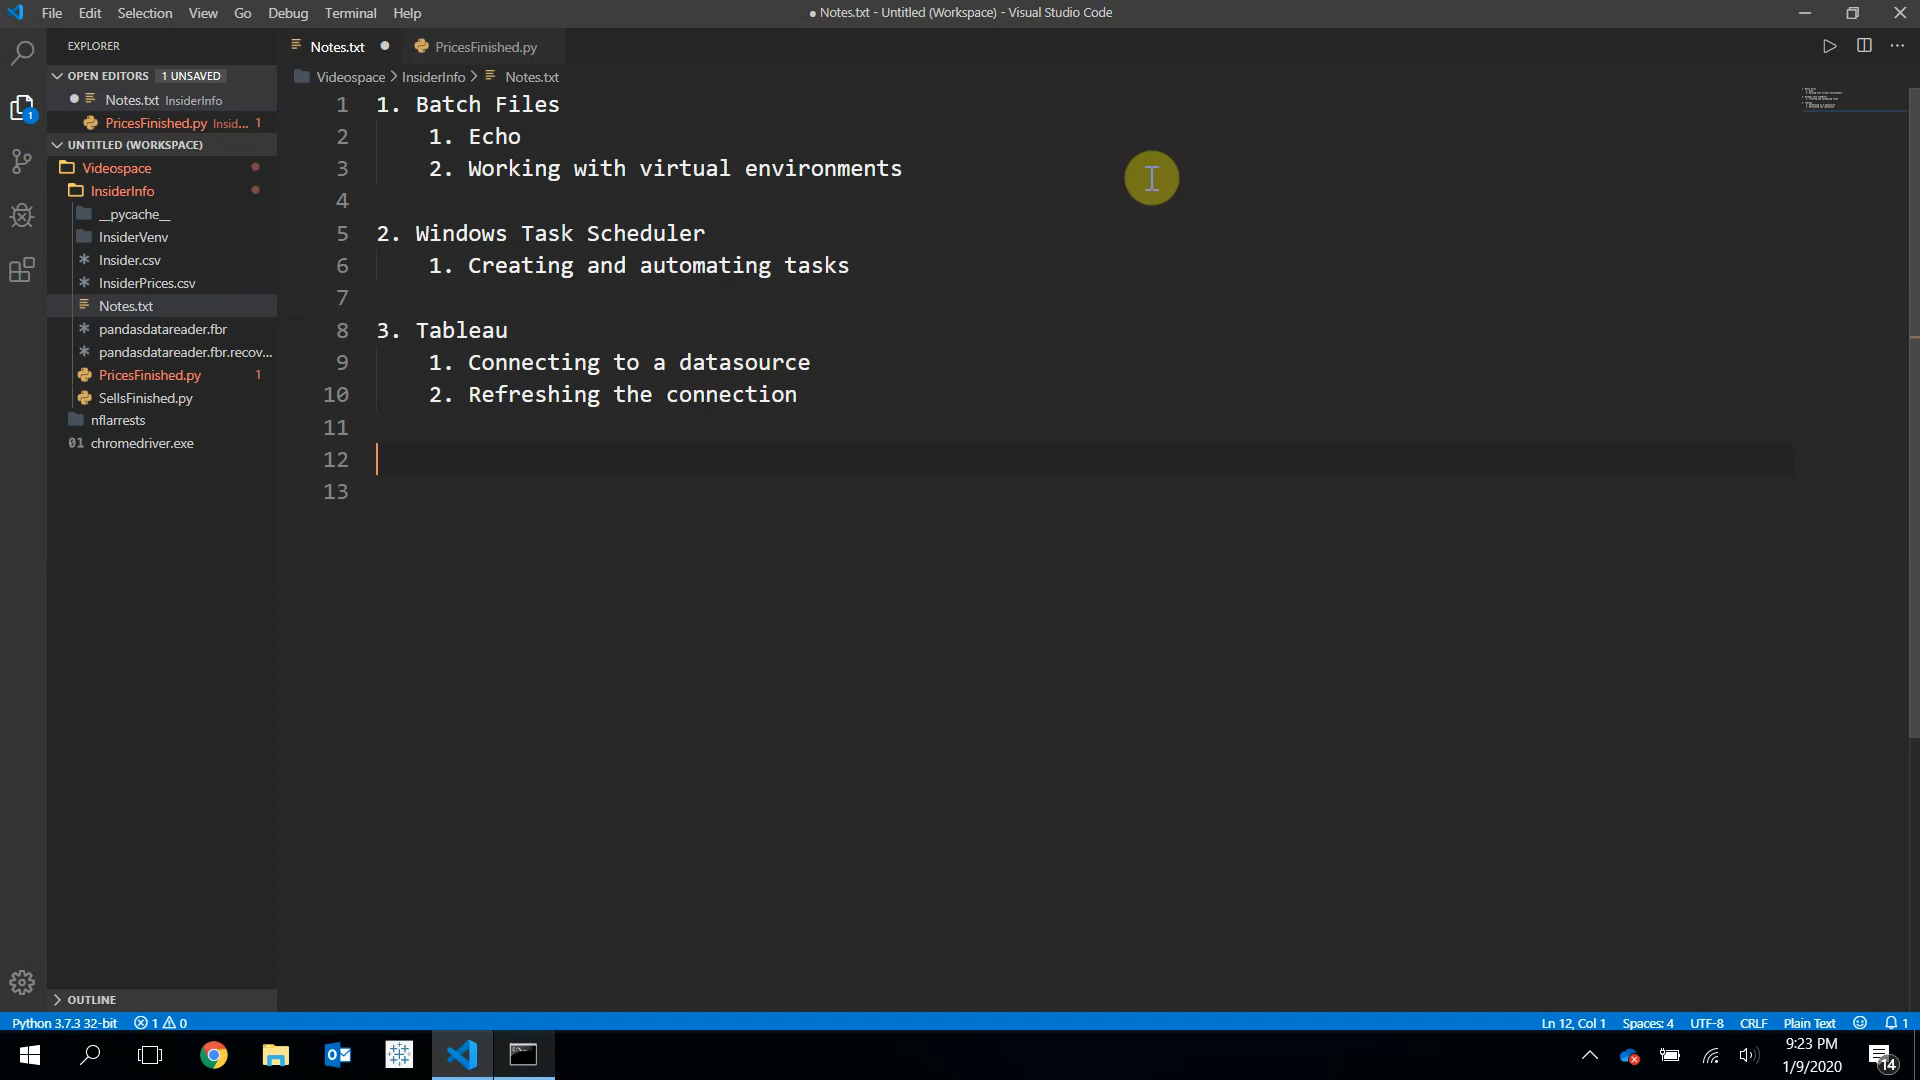 File Edit Selection View Go Debug Terminal Help
● Notes.txt - Untitled (Workspace) - Visual Studio Code
EXPLORER
OPEN EDITORS 1 UNSAVED
Notes.txt InsiderInfo
PricesFinished.py Insid... 1
UNTITLED (WORKSPACE)
Videospace
InsiderInfo
__pycache__
InsiderVenv
Insider.csv
InsiderPrices.csv
Notes.txt
pandasdatareader.fbr
pandasdatareader.fbr.recov...
PricesFinished.py 1
SellsFinished.py
nflarrests
01 chromedriver.exe
OUTLINE
1
Notes.txt PricesFinished.py
Videospace > InsiderInfo > Notes.txt
1 1. Batch Files
2 1. Echo
3 2. Working with virtual environments
4
5 2. Windows Task Scheduler
6 1. Creating and automating tasks
7
8 3. Tableau
9 1. Connecting to a datasource
10 2. Refreshing the connection
11
12
13
Python 3.7.3 32-bit 1 0
Ln 12, Col 1 Spaces: 4 UTF-8 CRLF Plain Text 1
9:23 PM
1/9/2020
14